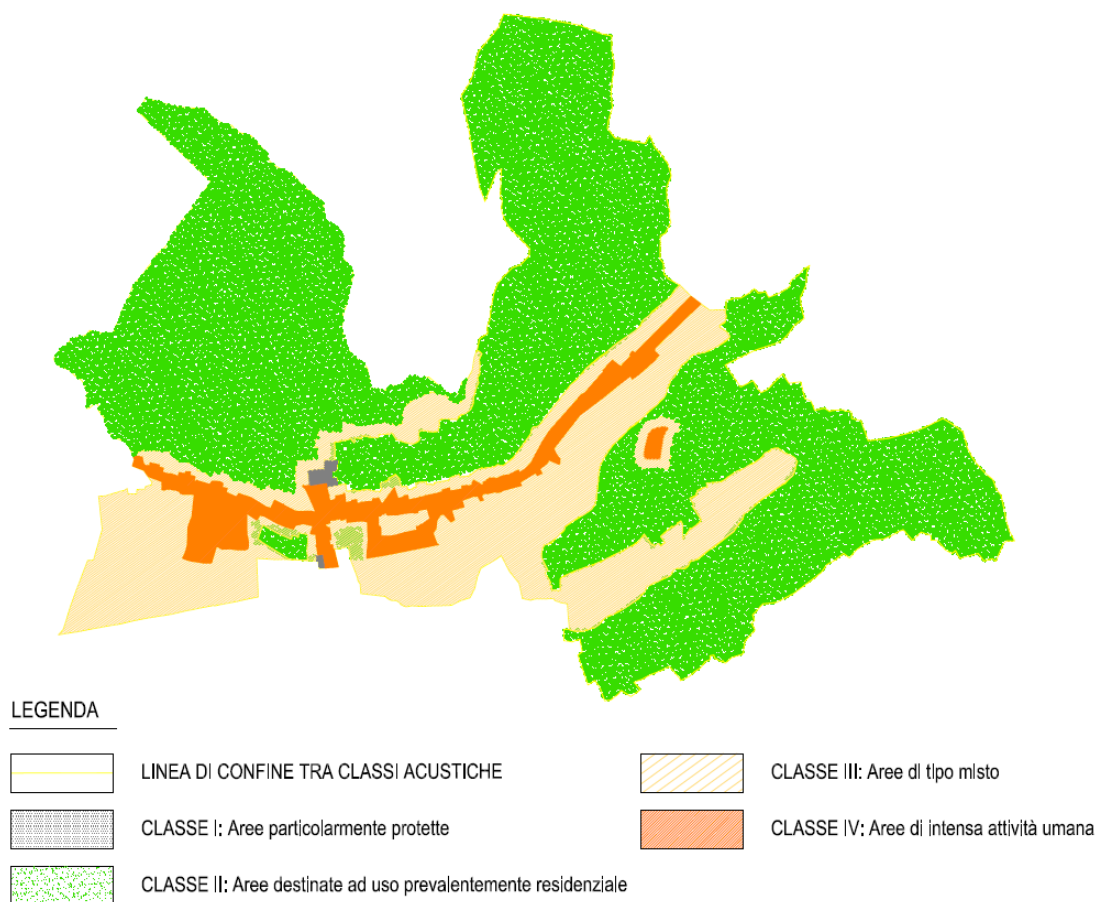 LEGENDA
LINEA DI CONFINE TRA CLASSI ACUSTICHE
CLASSE I: Aree particolarmente protette
CLASSE II: Aree destinate ad uso prevalentemente residenziale
CLASSE III: Aree di tipo misto
CLASSE IV: Aree di intensa attività umana